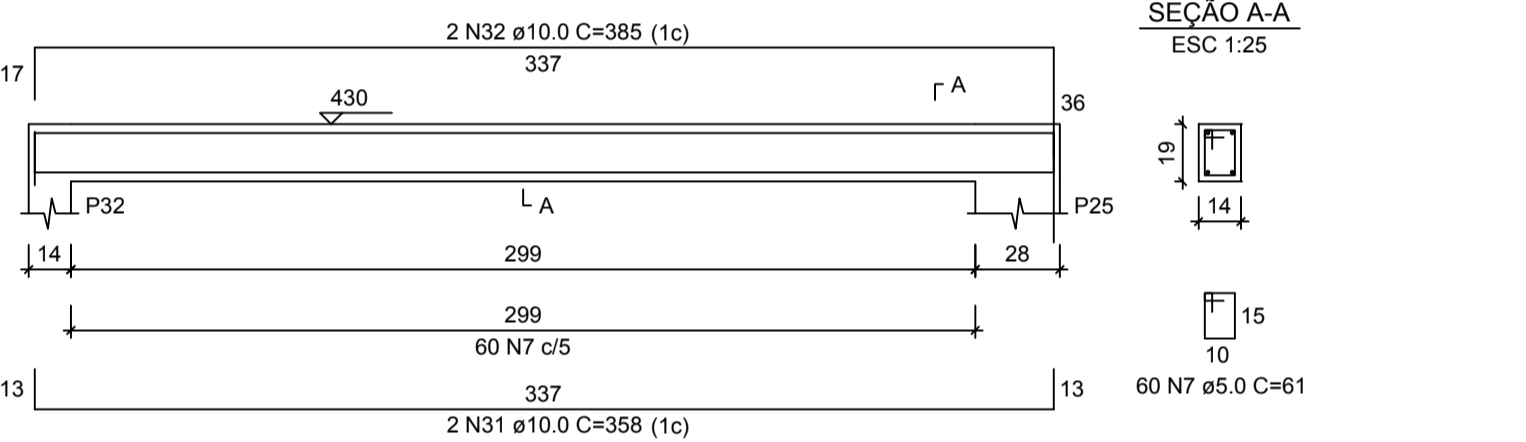 2 N32 ø10.0 C=385 (1c)
337
17
36
430
A
A
P32
P25
14
299
28
299
60 N7 c/5
13
337
13
2 N31 ø10.0 C=358 (1c)
SEÇÃO A-A
ESC 1:25
19
14
15
10
60 N7 ø5.0 C=61